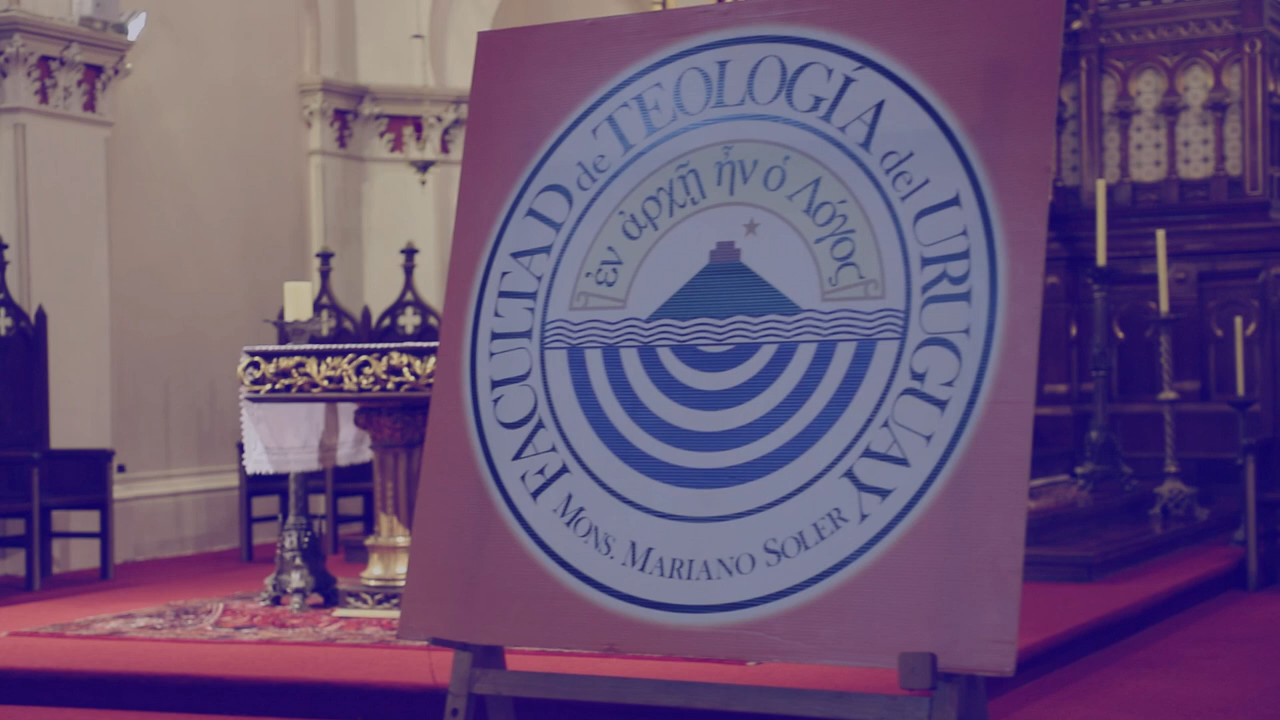 FACULTAD de TEOLOGÍA del URUGUAY
ἐν ἀρχῇ ἦν ὁ Λόγος
MONS. MARIANO SOLER